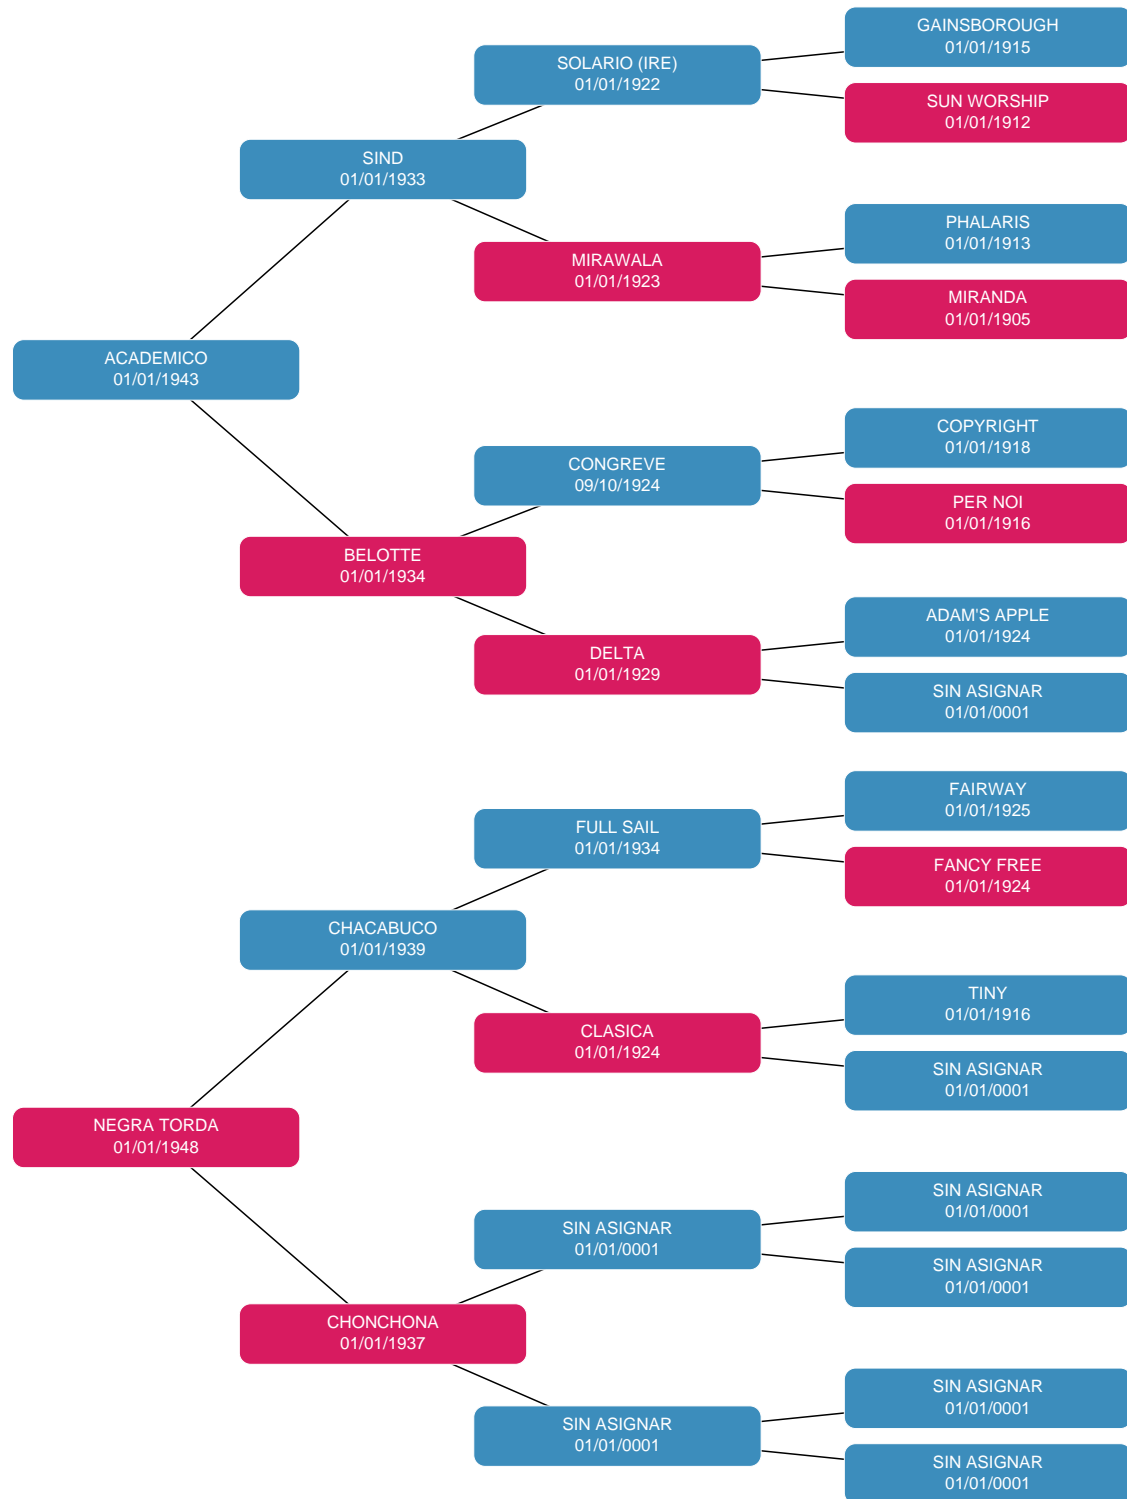 GAINSBOROUGH
01/01/1915
SOLARIO (IRE)
01/01/1922
SUN WORSHIP
01/01/1912
SIND
01/01/1933
PHALARIS
01/01/1913
MIRAWALA
01/01/1923
MIRANDA
01/01/1905
ACADEMICO
01/01/1943
COPYRIGHT
01/01/1918
CONGREVE
09/10/1924
PER NOI
01/01/1916
BELOTTE
01/01/1934
ADAM'S APPLE
01/01/1924
DELTA
01/01/1929
SIN ASIGNAR
01/01/0001
FAIRWAY
01/01/1925
FULL SAIL
01/01/1934
FANCY FREE
01/01/1924
CHACABUCO
01/01/1939
TINY
01/01/1916
CLASICA
01/01/1924
SIN ASIGNAR
01/01/0001
NEGRA TORDA
01/01/1948
SIN ASIGNAR
01/01/0001
SIN ASIGNAR
01/01/0001
SIN ASIGNAR
01/01/0001
CHONCHONA
01/01/1937
SIN ASIGNAR
01/01/0001
SIN ASIGNAR
01/01/0001
SIN ASIGNAR
01/01/0001